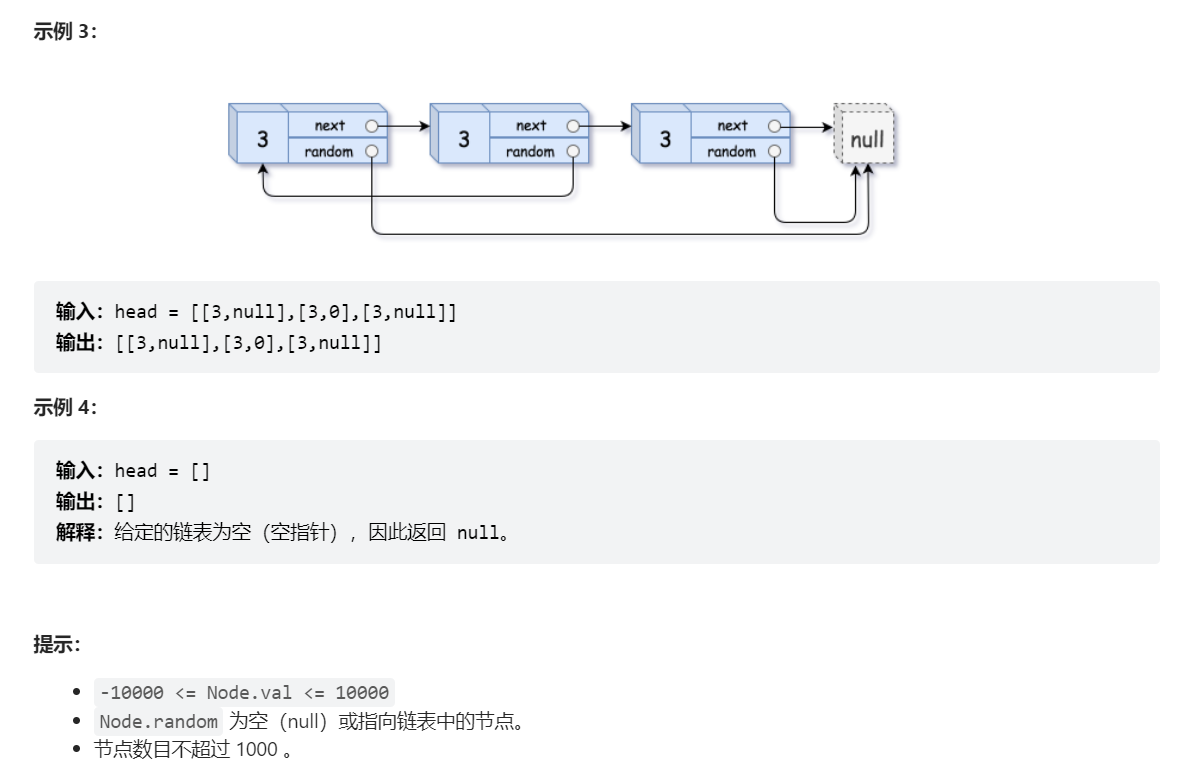 示例 3：
3 next 3 next 3 next null
random random random
输入：head = [[3,null],[3,0],[3,null]]
输出：[[3,null],[3,0],[3,null]]
示例 4：
输入：head = []
输出：[]
解释：给定的链表为空（空指针），因此返回 null。
提示：
-10000 <= Node.val <= 10000
Node.random 为空（null）或指向链表中的节点。
节点数目不超过 1000 。